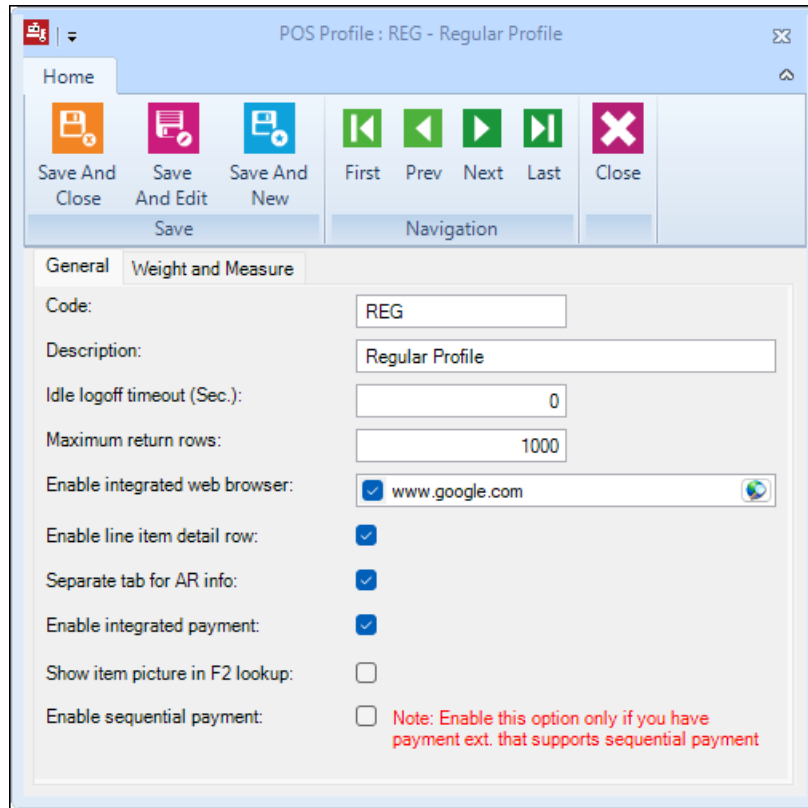 POS Profile : REG - Regular Profile
Home
Save And Close
Save And Edit
Save And New
First
Prev
Next
Last
Close
Save
Navigation
General
Weight and Measure
Code:
REG
Description:
Regular Profile
Idle logoff timeout (Sec.):
0
Maximum return rows:
1000
Enable integrated web browser:
www.google.com
Enable line item detail row:
Separate tab for AR info:
Enable integrated payment:
Show item picture in F2 lookup:
Enable sequential payment:
Note: Enable this option only if you have
payment ext. that supports sequential payment